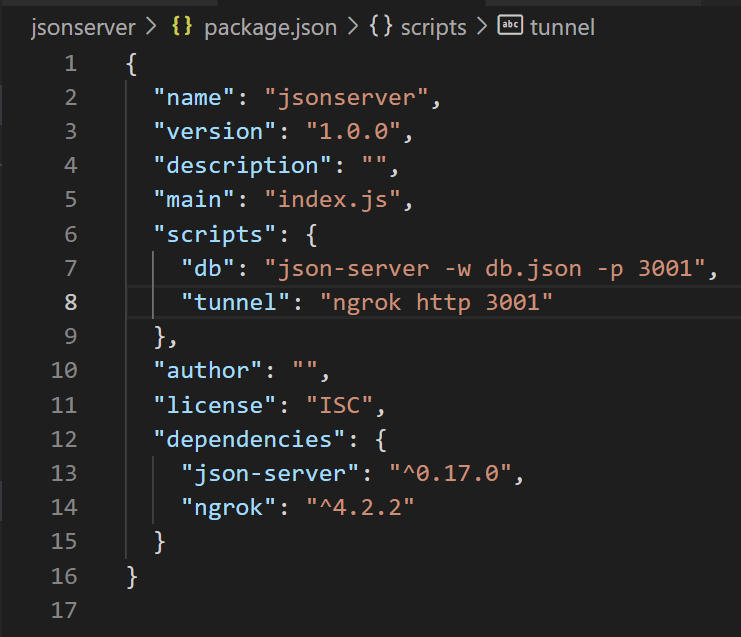 jsonserver > {} package.json > {} scripts > abc tunnel
1 {
2 "name": "jsonserver",
3 "version": "1.0.0",
4 "description": "",
5 "main": "index.js",
6 "scripts": {
7 "db": "json-server -w db.json -p 3001",
8 "tunnel": "ngrok http 3001"
9 },
10 "author": "",
11 "license": "ISC",
12 "dependencies": {
13 "json-server": "^0.17.0",
14 "ngrok": "^4.2.2"
15 }
16 }
17